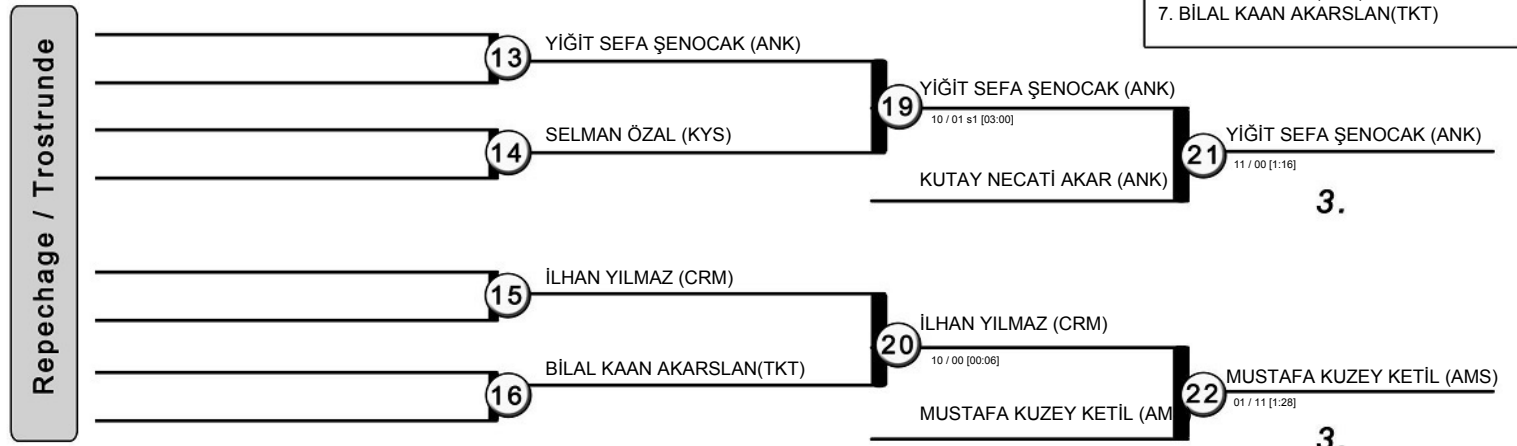 7. BİLAL KAAN AKARSLAN(TKT)
Repechage / Trostrunde
13
YİĞİT SEFA ŞENOCAK (ANK)
19
YİĞİT SEFA ŞENOCAK (ANK)
10 / 01 s1 [03:00]
14
SELMAN ÖZAL (KYS)
21
YİĞİT SEFA ŞENOCAK (ANK)
11 / 00 [1:16]
KUTAY NECATİ AKAR (ANK)
3.
15
İLHAN YILMAZ (CRM)
20
İLHAN YILMAZ (CRM)
10 / 00 [00:06]
16
BİLAL KAAN AKARSLAN(TKT)
22
MUSTAFA KUZEY KETİL (AMS)
01 / 11 [1:28]
MUSTAFA KUZEY KETİL (AM
3.